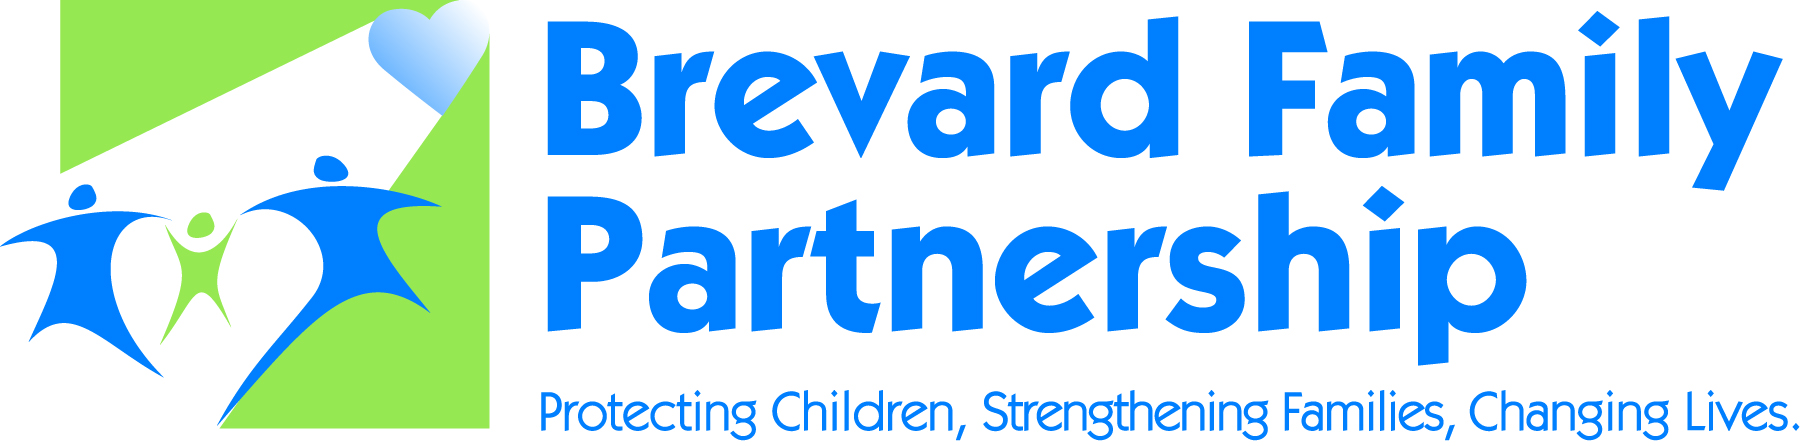 Brevard Family
Partnership
Protecting Children, Strengthening Families, Changing Lives.